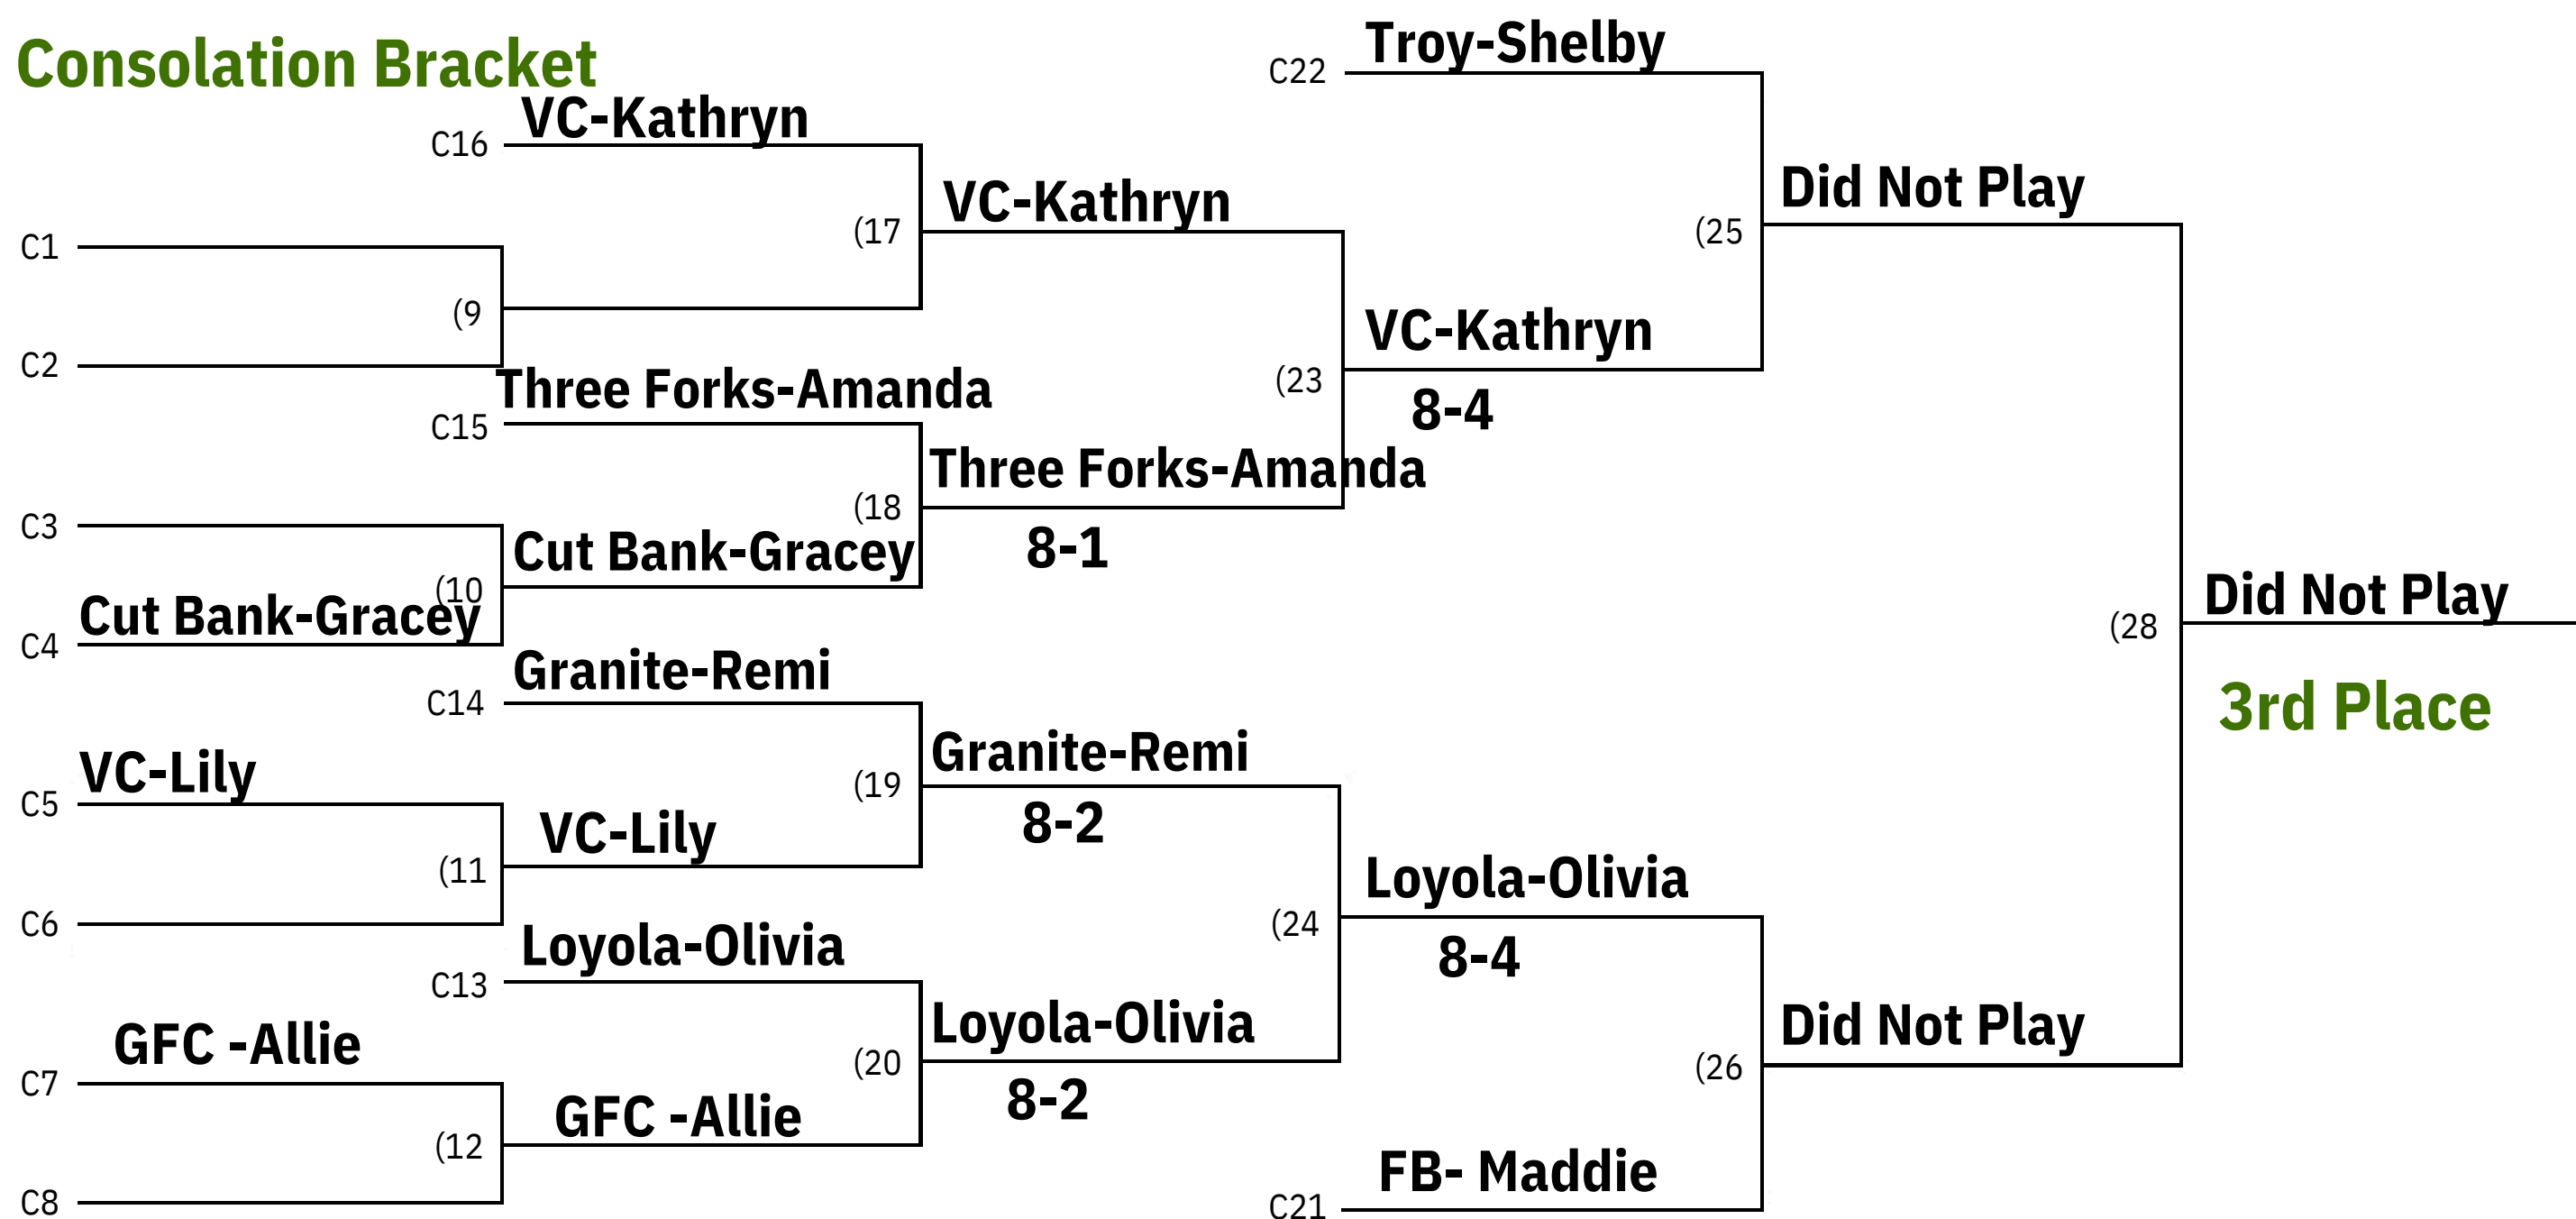 Consolation Bracket
C22 Troy-Shelby
C16 VC-Kathryn
(17 VC-Kathryn
(25 Did Not Play
C1
(9
C2
(23 VC-Kathryn
8-4
C15 Three Forks-Amanda
(18 Three Forks-Amanda
8-1
C3
(10 Cut Bank-Gracey
C4 Cut Bank-Gracey
(28 Did Not Play
3rd Place
C14 Granite-Remi
(19 Granite-Remi
8-2
C5 VC-Lily
(11 VC-Lily
C6
(24 Loyola-Olivia
8-4
C13 Loyola-Olivia
(20 Loyola-Olivia
8-2
(26 Did Not Play
C7 GFC -Allie
(12 GFC -Allie
C8
C21 FB- Maddie